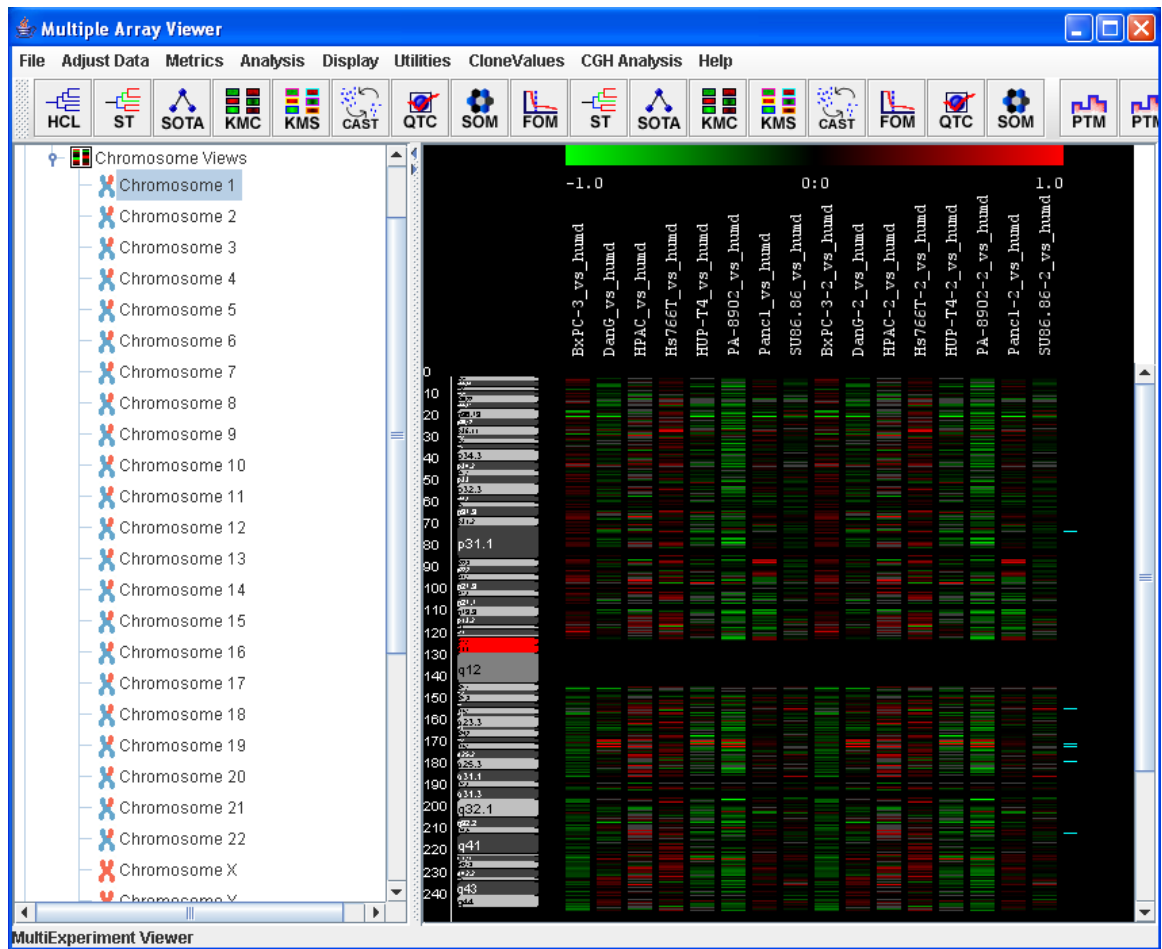 Multiple Array Viewer
File Adjust Data Metrics Analysis Display Utilities CloneValues CGH Analysis Help
HCL ST SOTA KMC KMS CAST QTC SOM FOM ST SOTA KMC KMS CAST FOM QTC SOM PTM
Chromosome Views
Chromosome 1
Chromosome 2
Chromosome 3
Chromosome 4
Chromosome 5
Chromosome 6
Chromosome 7
Chromosome 8
Chromosome 9
Chromosome 10
Chromosome 11
Chromosome 12
Chromosome 13
Chromosome 14
Chromosome 15
Chromosome 16
Chromosome 17
Chromosome 18
Chromosome 19
Chromosome 20
Chromosome 21
Chromosome 22
Chromosome X
Chromosome Y
-1.0 0:0 1.0
BxPC-3_vs_humd
DanG_vs_humd
HPAC_vs_humd
Hs766T_vs_humd
HUP-T4_vs_humd
PA-8902_vs_humd
Panc1_vs_humd
SU86.86_vs_humd
BxPC-3-2_vs_humd
DanG-2_vs_humd
HPAC-2_vs_humd
Hs766T-2_vs_humd
HUP-T4-2_vs_humd
PA-8902-2_vs_humd
Panc1-2_vs_humd
SU86.86-2_vs_humd
0
10
20
30
40
50
60
70
80 p31.1
90
100
110
120
130
140 q12
150
160
170
180
190
200 q32.1
210
220 q41
230
240 q43
MultiExperiment Viewer